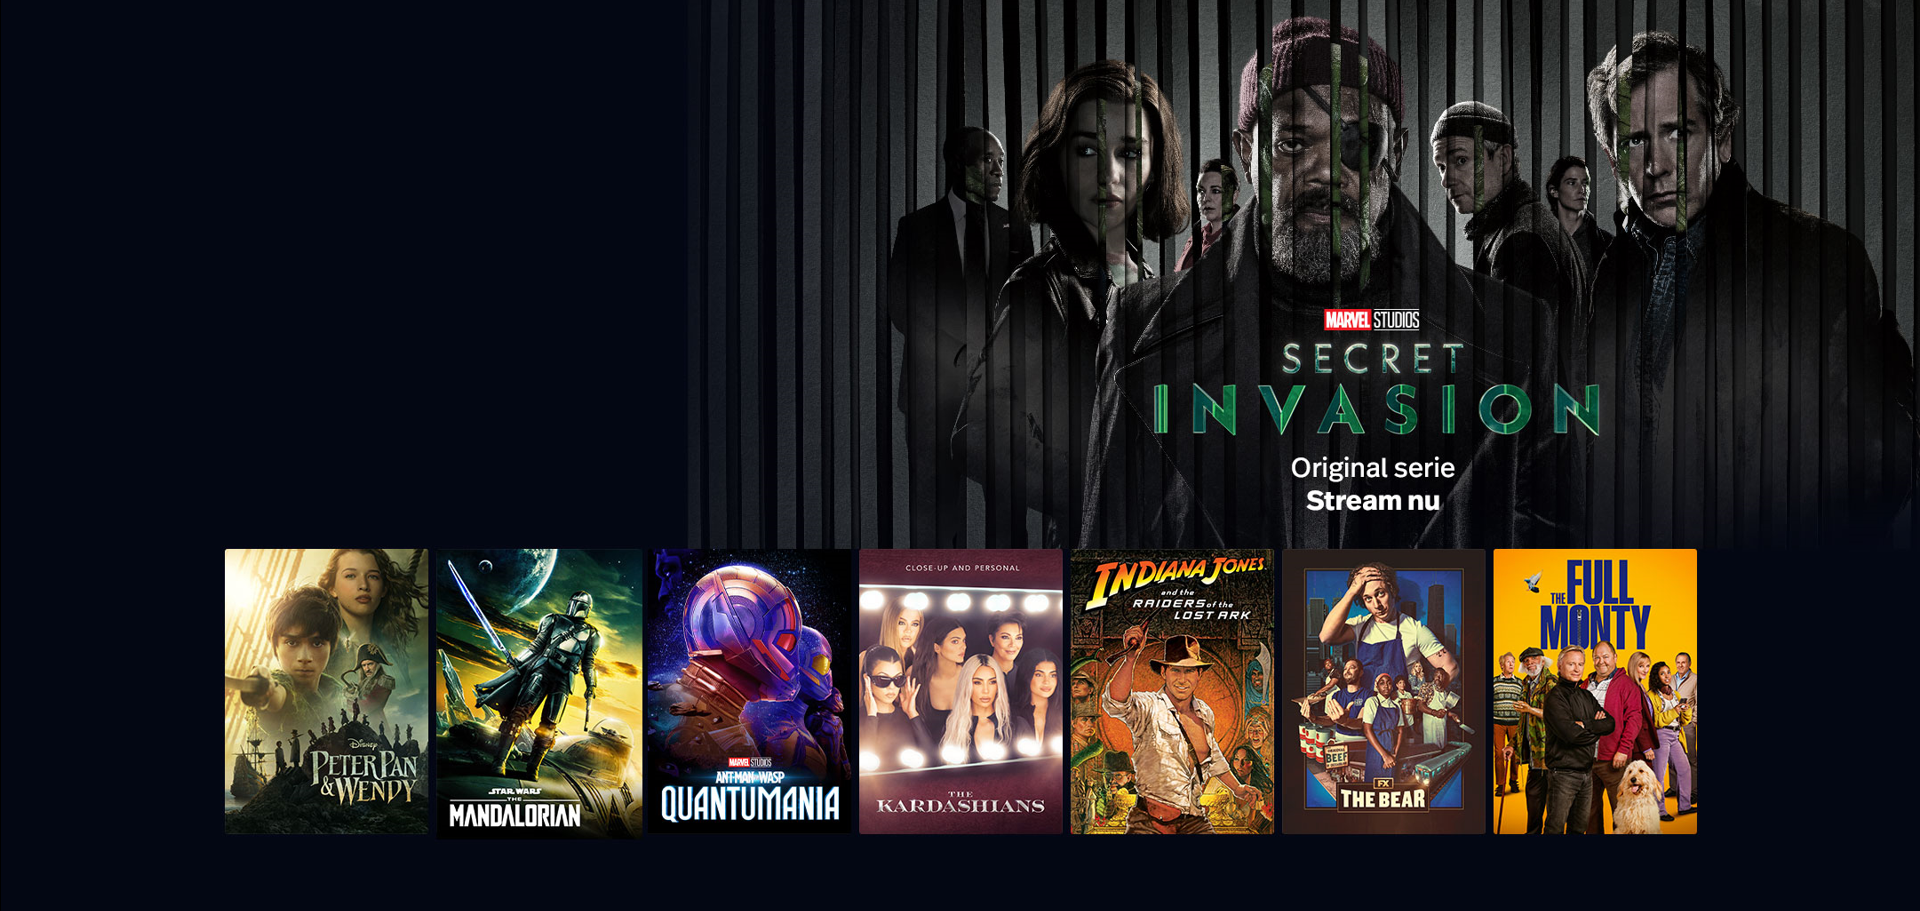 MARVEL STUDIOS
SECRET
INVASION
Original serie
Stream nu
Disney
PETER PAN
& WENDY
STAR WARS
THE
MANDALORIAN
MARVEL STUDIOS
ANT-MAN AND THE WASP
QUANTUMANIA
CLOSE-UP AND PERSONAL
THE
KARDASHIANS
INDIANA JONES
and the
RAIDERS of the
LOST ARK
BEEF
FX
THE BEAR
THE FULL
MONTY